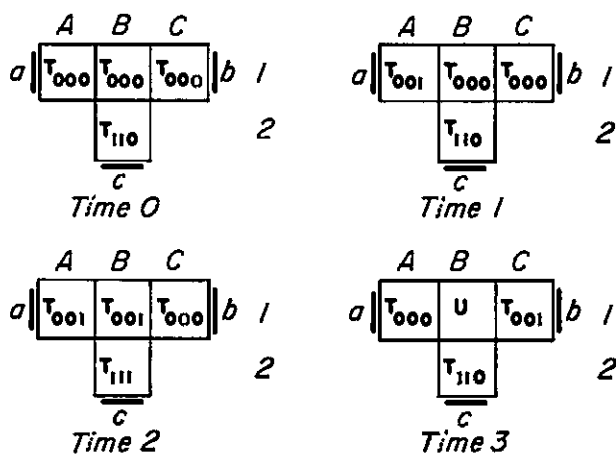 A B C A B C
a T000 T000 T000 b 1 a T001 T000 T000 b 1
T110 2 T110 2
c c
Time 0 Time 1
A B C A B C
a T001 T001 T000 b 1 a T000 U T001 b 1
T111 2 T110 2
c c
Time 2 Time 3